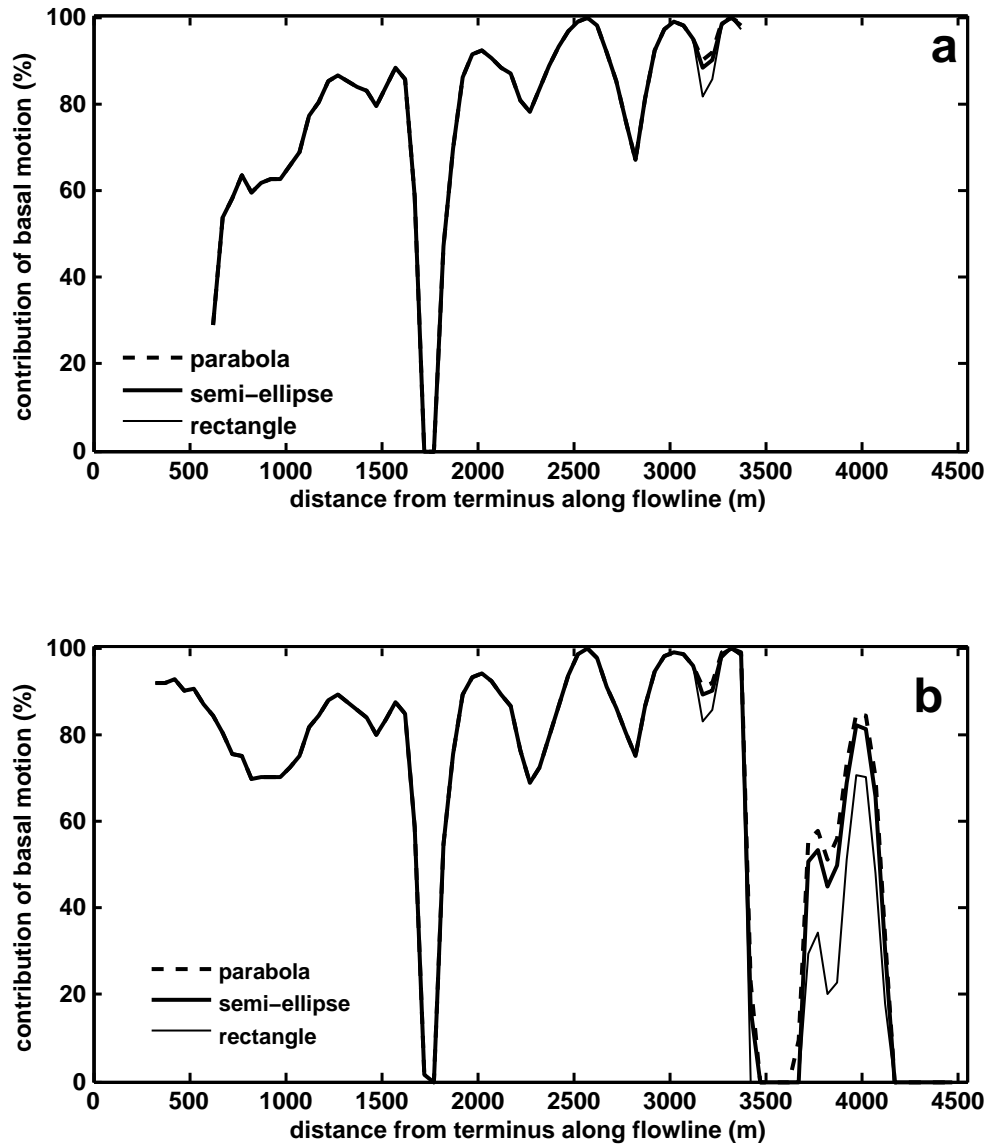 a
contribution of basal motion (%)
100
80
60
40
20
0
parabola
semi−ellipse
rectangle
0 500 1000 1500 2000 2500 3000 3500 4000 4500
distance from terminus along flowline (m)
b
contribution of basal motion (%)
100
80
60
40
20
0
parabola
semi−ellipse
rectangle
0 500 1000 1500 2000 2500 3000 3500 4000 4500
distance from terminus along flowline (m)